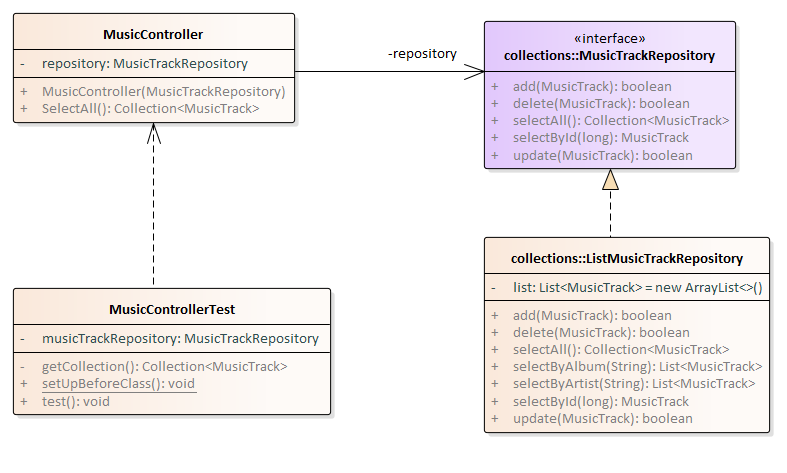 MusicController
- repository: MusicTrackRepository
+ MusicController(MusicTrackRepository)
+ SelectAll(): Collection<MusicTrack>
-repository
«interface»
collections::MusicTrackRepository
+ add(MusicTrack): boolean
+ delete(MusicTrack): boolean
+ selectAll(): Collection<MusicTrack>
+ selectById(long): MusicTrack
+ update(MusicTrack): boolean
MusicControllerTest
- musicTrackRepository: MusicTrackRepository
- getCollection(): Collection<MusicTrack>
+ setUpBeforeClass(): void
+ test(): void
collections::ListMusicTrackRepository
- list: List<MusicTrack> = new ArrayList<>()
+ add(MusicTrack): boolean
+ delete(MusicTrack): boolean
+ selectAll(): Collection<MusicTrack>
+ selectByAlbum(String): List<MusicTrack>
+ selectByArtist(String): List<MusicTrack>
+ selectById(long): MusicTrack
+ update(MusicTrack): boolean